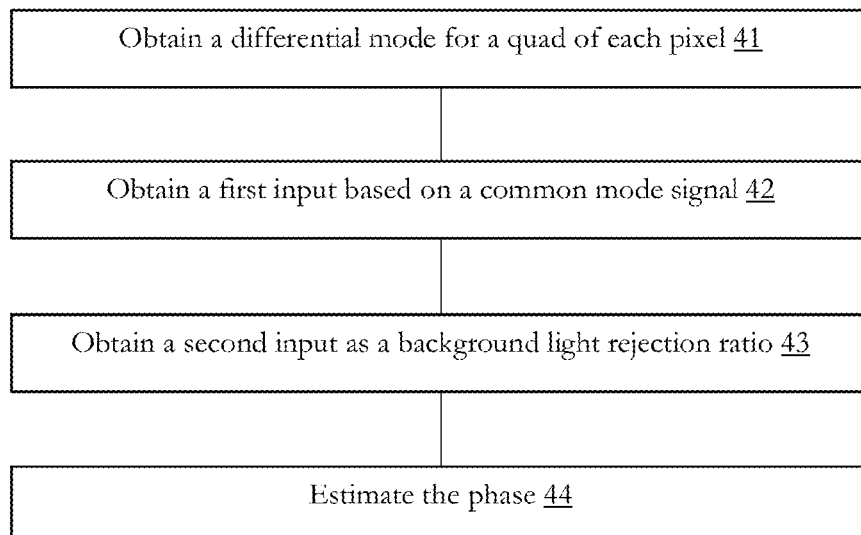 Obtain a differential mode for a quad of each pixel 41
Obtain a first input based on a common mode signal 42
Obtain a second input as a background light rejection ratio 43
Estimate the phase 44